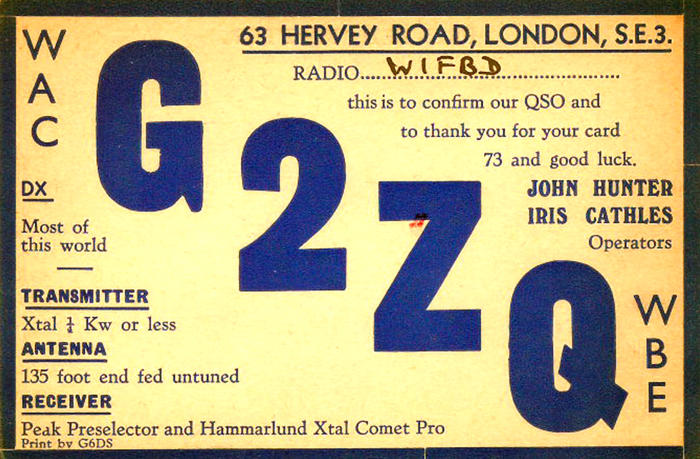 WAC
63 HERVEY ROAD, LONDON, S.E.3.
RADIO....W1FBD....
this is to confirm our QSO and
to thank you for your card
73 and good luck.
JOHN HUNTER
IRIS CATHLES
Operators
G2ZQ
WBE
DX
Most of
this world
TRANSMITTER
Xtal ¼ Kw or less
ANTENNA
135 foot end fed untuned
RECEIVER
Peak Preselector and Hammarlund Xtal Comet Pro
Print by G6DS